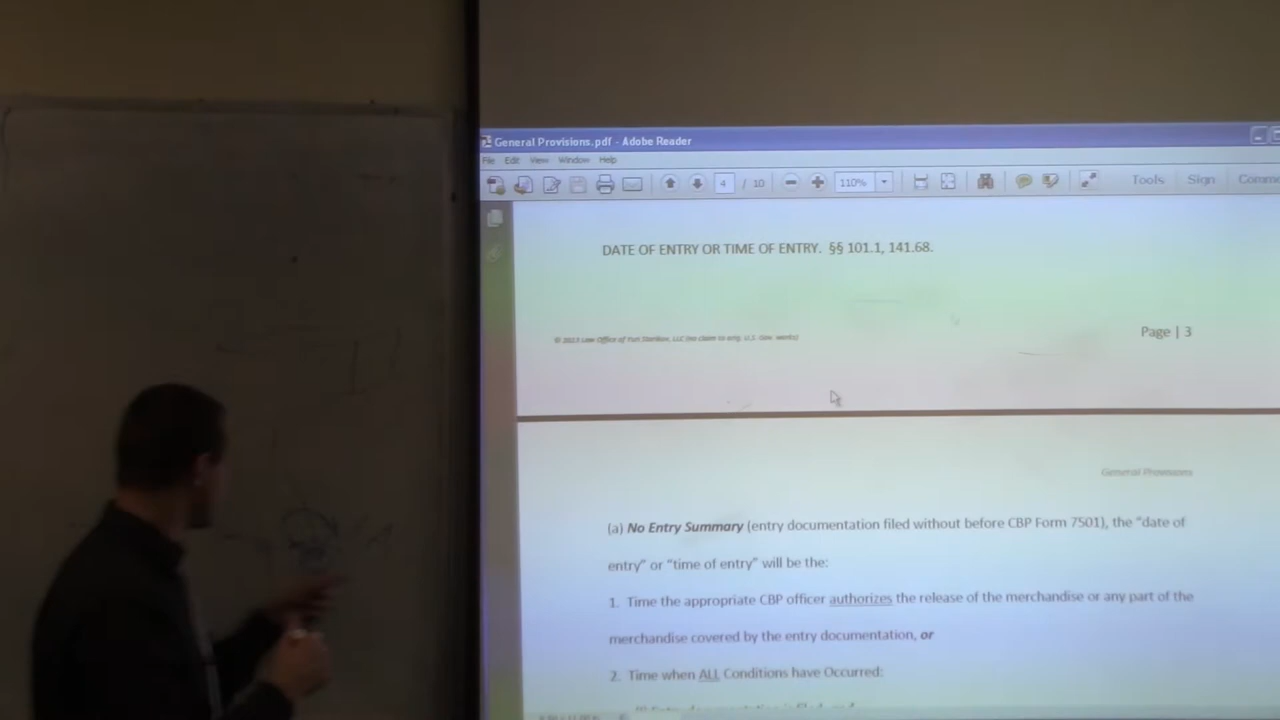 General Provisions.pdf - Adobe Reader
File Edit View Window Help
4 / 10 110% Tools Sign
DATE OF ENTRY OR TIME OF ENTRY. §§ 101.1, 141.68.
© 2013 Law Office of
Page | 3
General Provisions
(a) No Entry Summary (entry documentation filed without before CBP Form 7501), the “date of
entry” or “time of entry” will be the:
1. Time the appropriate CBP officer authorizes the release of the merchandise or any part of the
merchandise covered by the entry documentation, or
2. Time when ALL Conditions have Occurred: